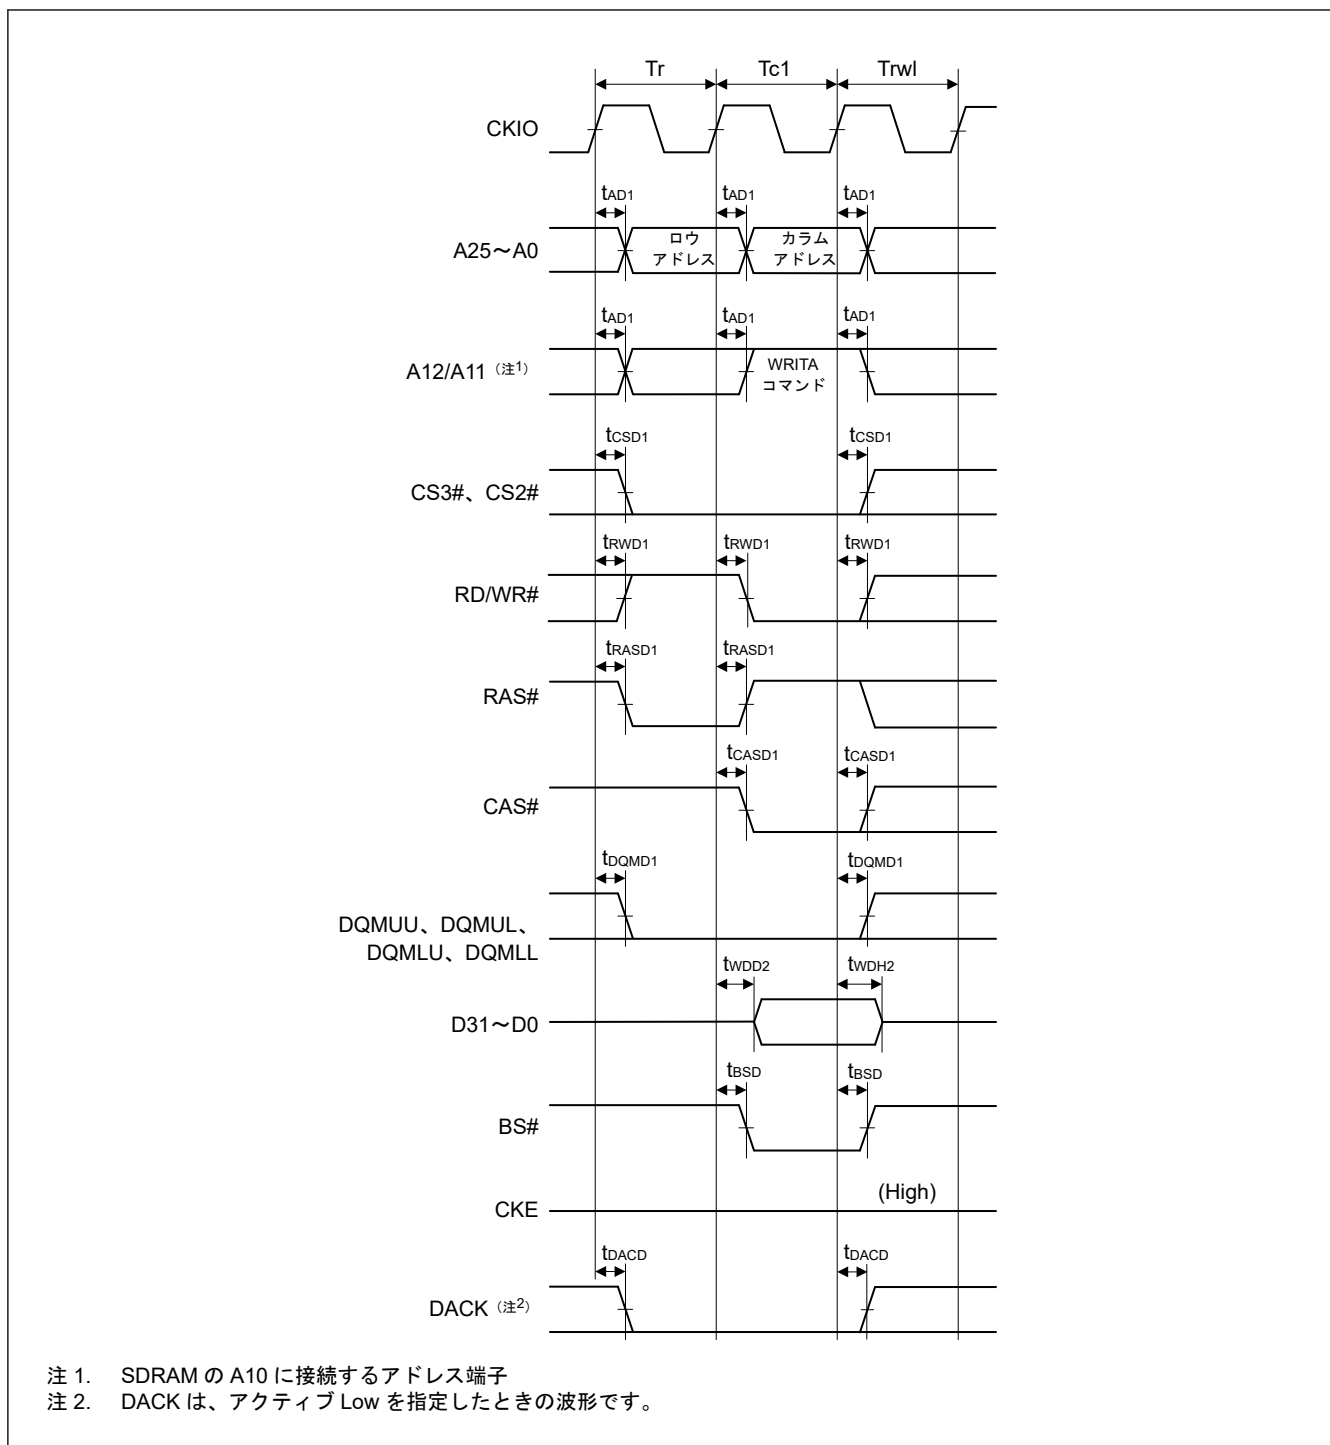 Tr Tc1 Trwl
CKIO
tAD1 tAD1 tAD1
A25～A0
ロウ
アドレス
カラム
アドレス
tAD1 tAD1 tAD1
A12/A11（注1）
WRITA
コマンド
tCSD1 tCSD1
CS3#、CS2#
tRWD1 tRWD1 tRWD1
RD/WR#
tRASD1 tRASD1
RAS#
tCASD1 tCASD1
CAS#
tDQMD1 tDQMD1
DQMUU、DQMUL、
DQMLU、DQMLL
tWDD2 tWDH2
D31～D0
tBSD tBSD
BS#
(High)
CKE
tDACD tDACD
DACK（注2）
注 1. SDRAM の A10 に接続するアドレス端子
注 2. DACK は、アクティブ Low を指定したときの波形です。